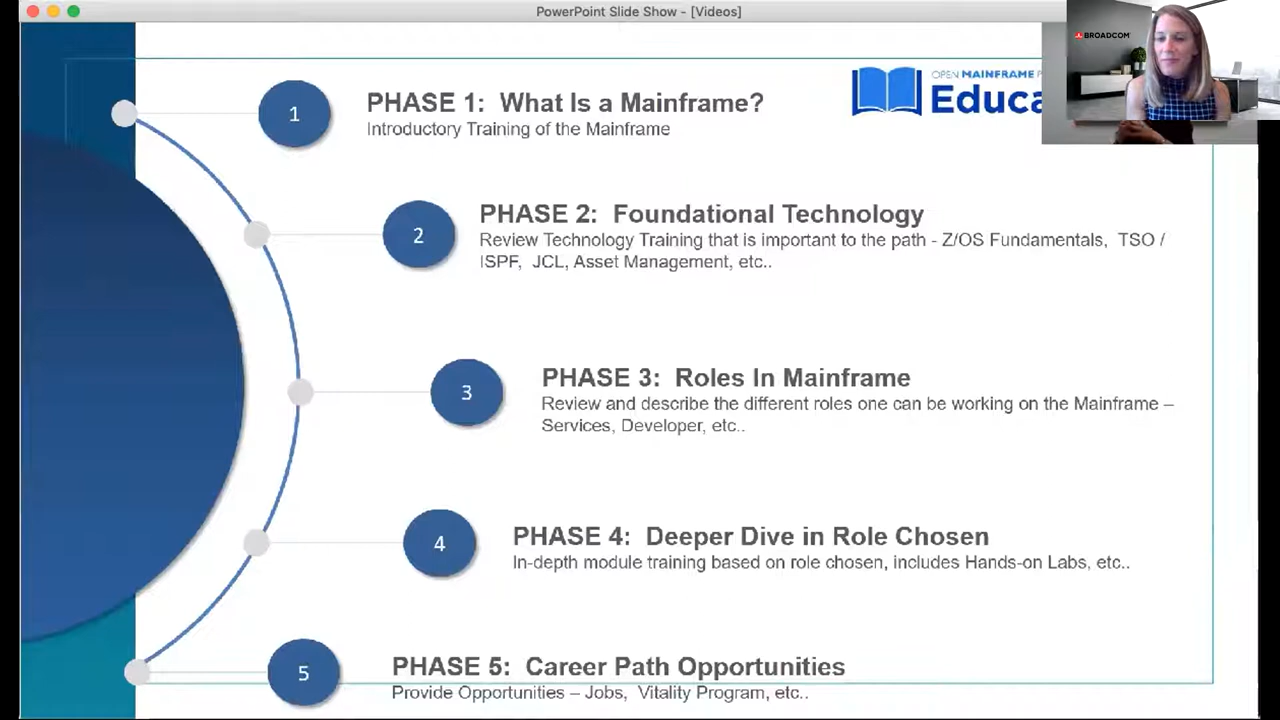 PowerPoint Slide Show - [Videos]
BROADCOM
OPEN MAINFRAME
1
PHASE 1: What Is a Mainframe?
Introductory Training of the Mainframe
2
PHASE 2: Foundational Technology
Review Technology Training that is important to the path - Z/OS Fundamentals, TSO /
ISPF, JCL, Asset Management, etc..
3
PHASE 3: Roles In Mainframe
Review and describe the different roles one can be working on the Mainframe –
Services, Developer, etc..
4
PHASE 4: Deeper Dive in Role Chosen
In-depth module training based on role chosen, includes Hands-on Labs, etc..
5
PHASE 5: Career Path Opportunities
Provide Opportunities – Jobs, Vitality Program, etc..